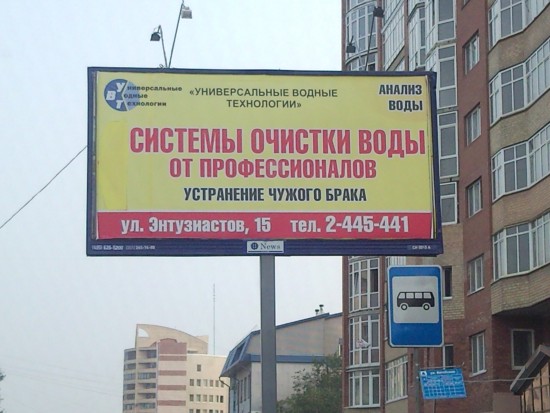 Универсальные
Водные
Технологии
«УНИВЕРСАЛЬНЫЕ ВОДНЫЕ
ТЕХНОЛОГИИ»
АНАЛИЗ
ВОДЫ
СИСТЕМЫ ОЧИСТКИ ВОДЫ
ОТ ПРОФЕССИОНАЛОВ
УСТРАНЕНИЕ ЧУЖОГО БРАКА
ул. Энтузиастов, 15 тел. 2-445-441
News